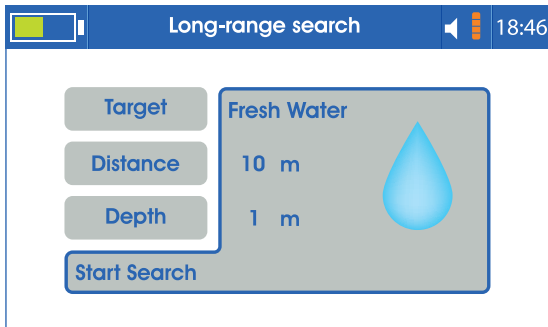 Long-range search 18:46
Target Fresh Water
Distance 10 m
Depth 1 m
Start Search